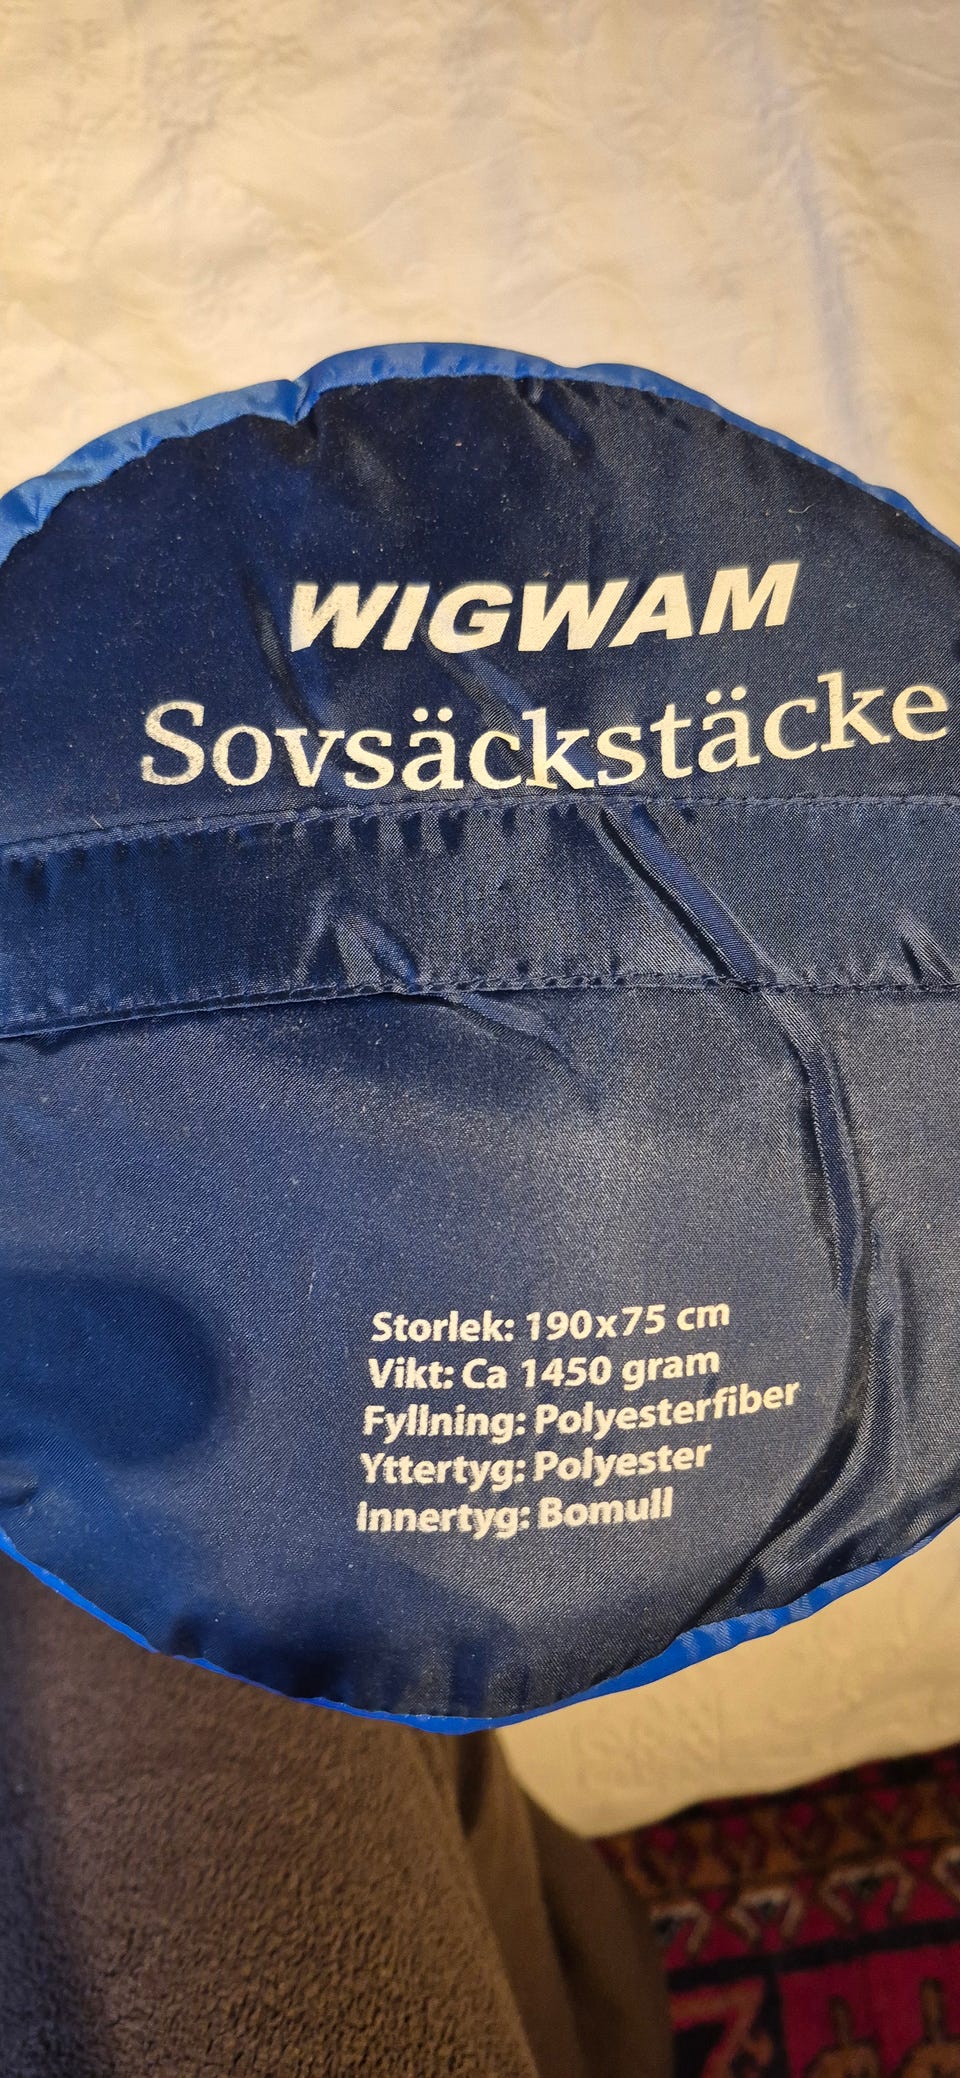 WIGWAM
Sovsäckstäcke
Storlek: 190x75 cm
Vikt: Ca 1450 gram
Fyllning: Polyesterfiber
Yttertyg: Polyester
Innertyg: Bomull